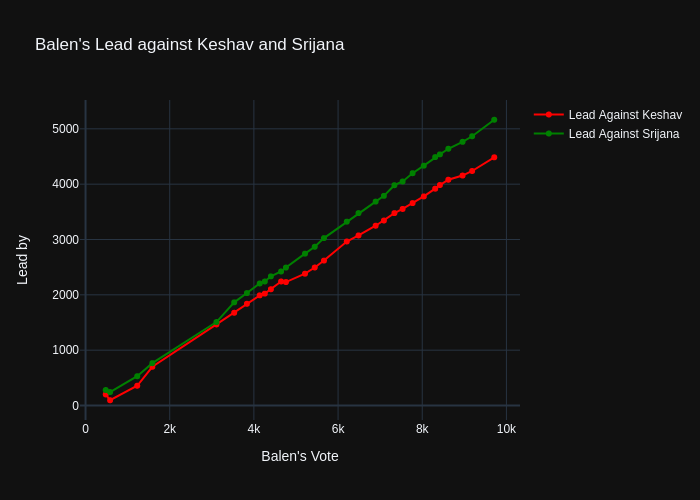 Balen's Lead against Keshav and Srijana
Lead Against Keshav
Lead Against Srijana
5000
4000
3000
2000
1000
0
Lead by
0 2k 4k 6k 8k 10k
Balen's Vote